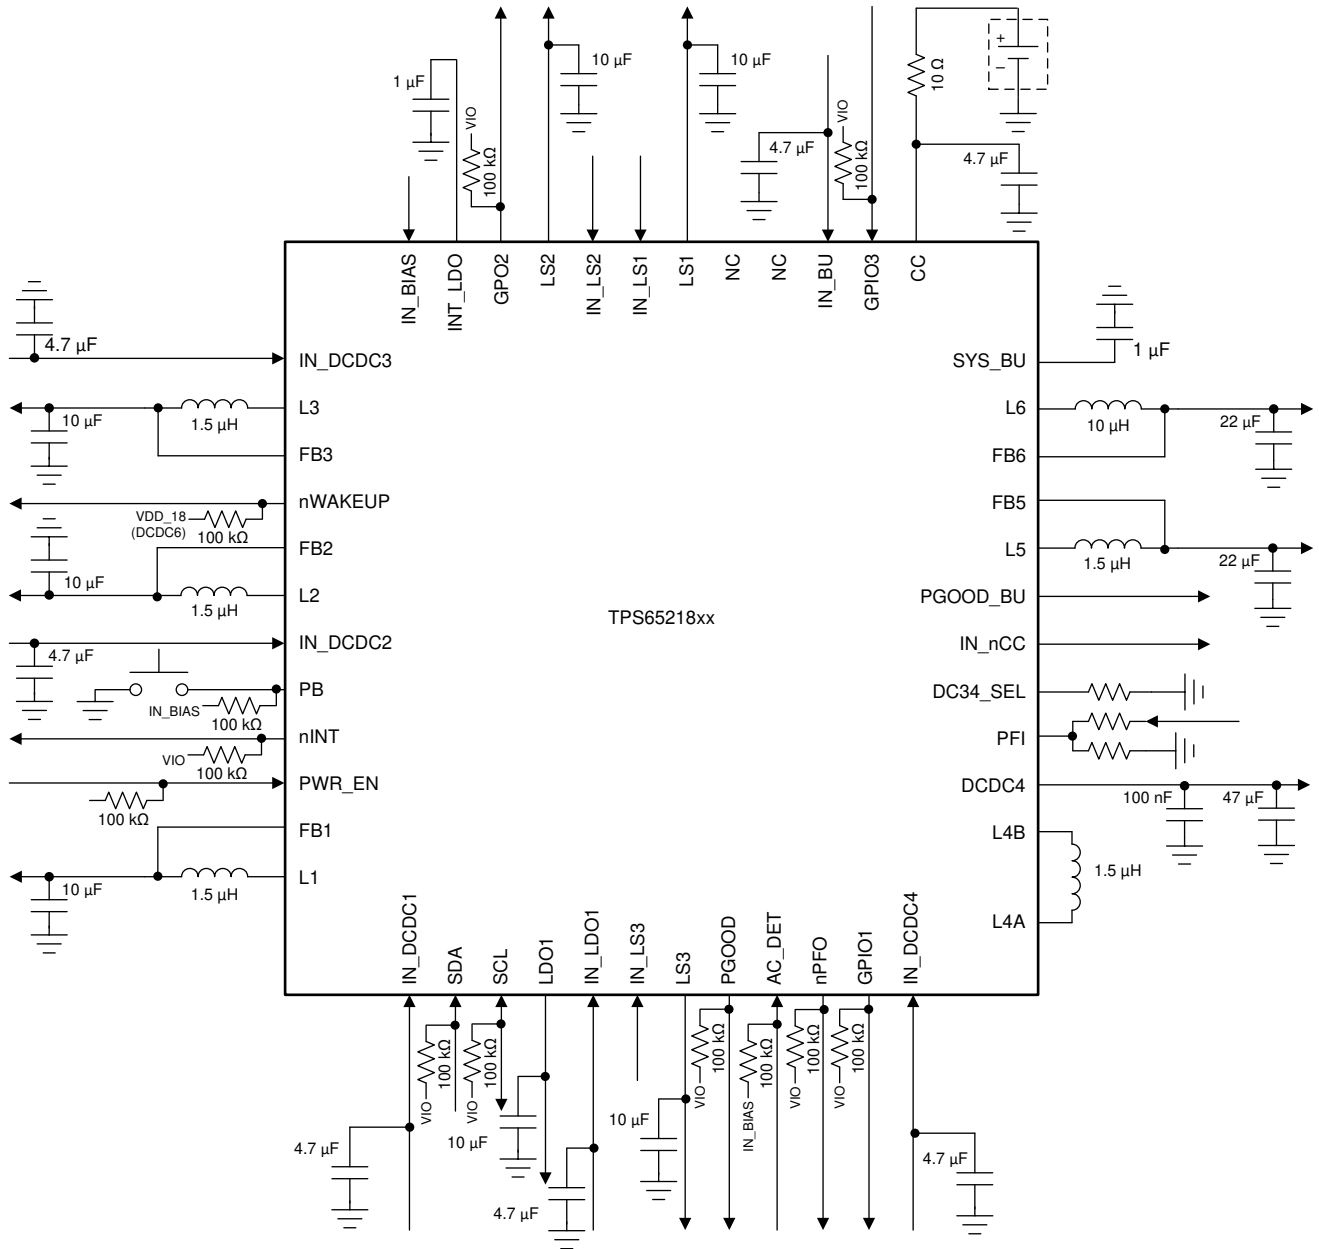 10 µF
10 µF
10 Ω
+
–
1 µF
VIO
100 kΩ
4.7 µF
VIO
100 kΩ
4.7 µF
IN_BIAS
INT_LDO
GPO2
LS2
IN_LS2
IN_LS1
LS1
NC
NC
IN_BU
GPIO3
CC
4.7 µF
IN_DCDC3
SYS_BU
1 µF
10 µF
1.5 µH
L3
L6
10 µH
22 µF
FB3
FB6
nWAKEUP
FB5
VDD_18
(DCDC6)
100 kΩ
10 µF
FB2
L5
1.5 µH
22 µF
1.5 µH
L2
PGOOD_BU
TPS65218xx
4.7 µF
IN_DCDC2
IN_nCC
PB
DC34_SEL
IN_BIAS
100 kΩ
nINT
PFI
VIO
100 kΩ
PWR_EN
DCDC4
100 nF
47 µF
100 kΩ
FB1
L4B
10 µF
1.5 µH
L1
1.5 µH
L4A
IN_DCDC1
SDA
SCL
LDO1
IN_LDO1
IN_LS3
LS3
PGOOD
AC_DET
nPFO
GPIO1
IN_DCDC4
100 kΩ
VIO
100 kΩ
VIO
100 kΩ
VIO
100 kΩ
IN_BIAS
100 kΩ
VIO
100 kΩ
VIO
4.7 µF
10 µF
4.7 µF
10 µF
4.7 µF